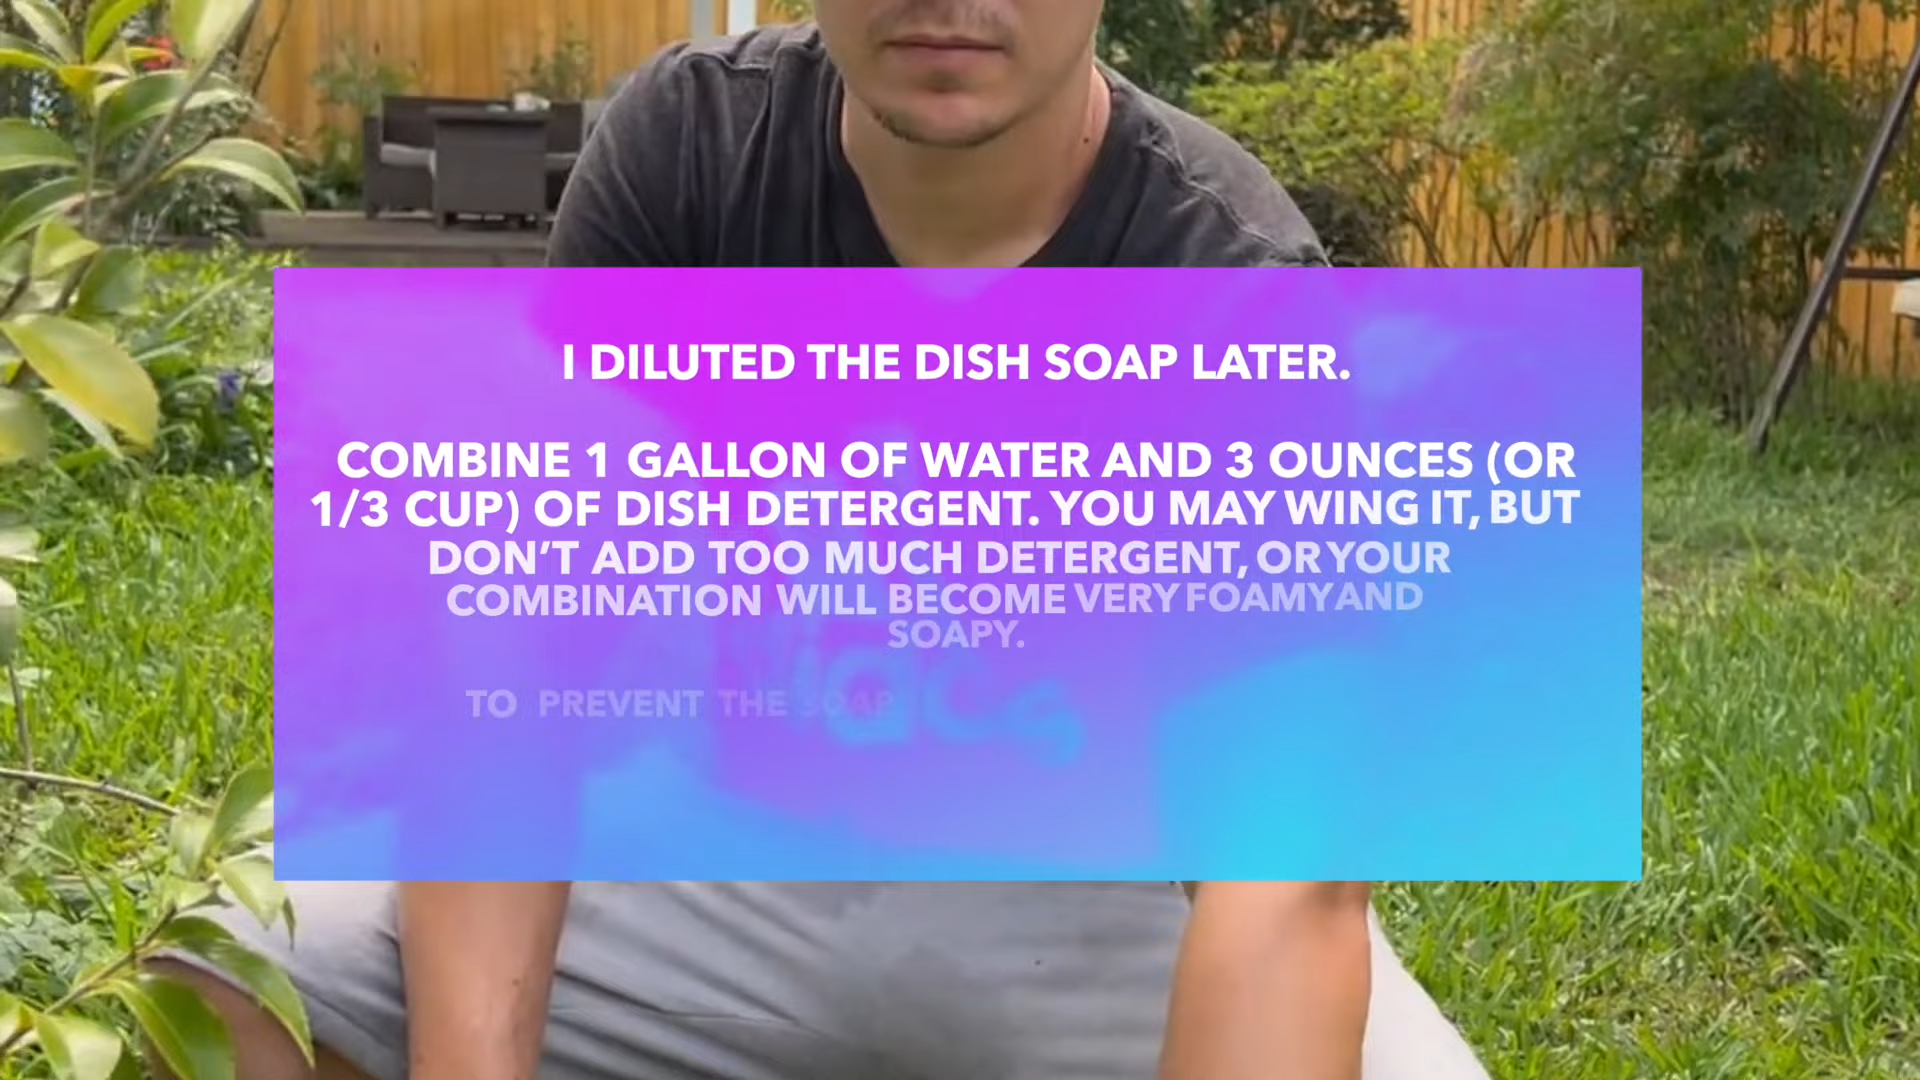 I DILUTED THE DISH SOAP LATER.
COMBINE 1 GALLON OF WATER AND 3 OUNCES (OR
1/3 CUP) OF DISH DETERGENT. YOU MAY WING IT, BUT
DON'T ADD TOO MUCH DETERGENT, OR YOUR
COMBINATION WILL BECOME VERY FOAMY AND
SOAPY.
TO PREVENT THE SOAP